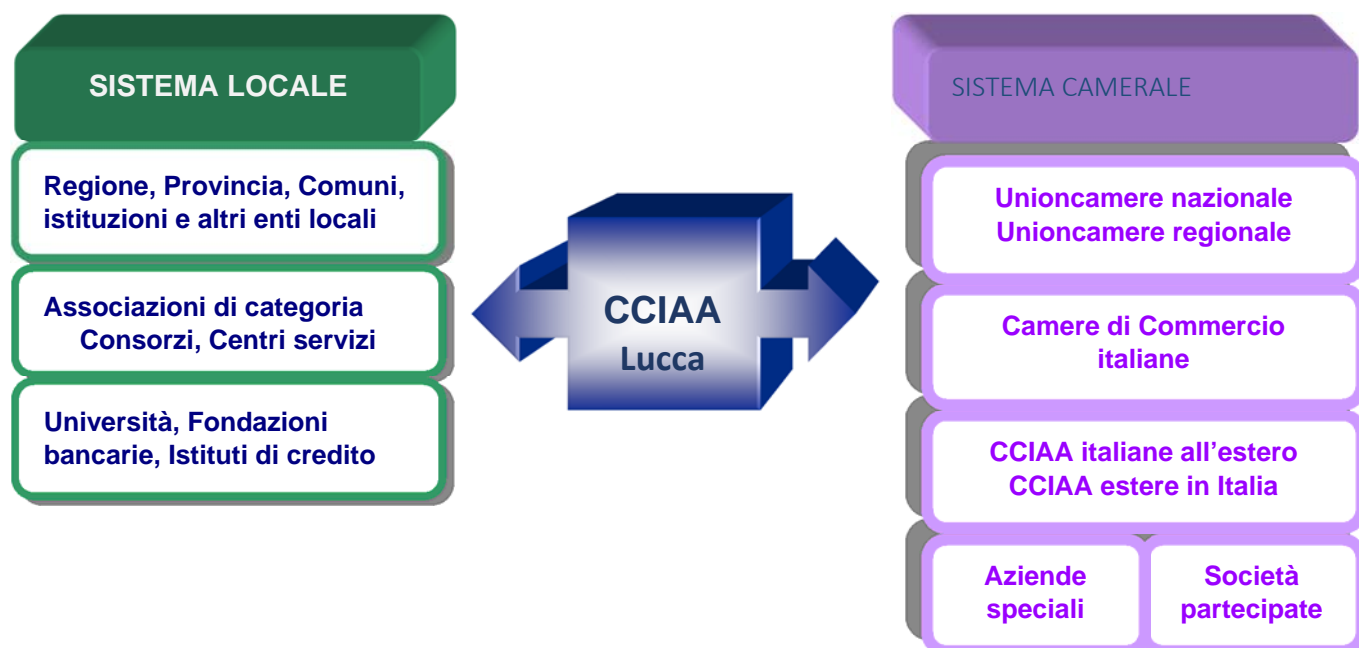 SISTEMA LOCALE
Regione, Provincia, Comuni,
istituzioni e altri enti locali
Associazioni di categoria
Consorzi, Centri servizi
Università, Fondazioni
bancarie, Istituti di credito
CCIAA
Lucca
SISTEMA CAMERALE
Unioncamere nazionale
Unioncamere regionale
Camere di Commercio
italiane
CCIAA italiane all’estero
CCIAA estere in Italia
Aziende
speciali
Società
partecipate